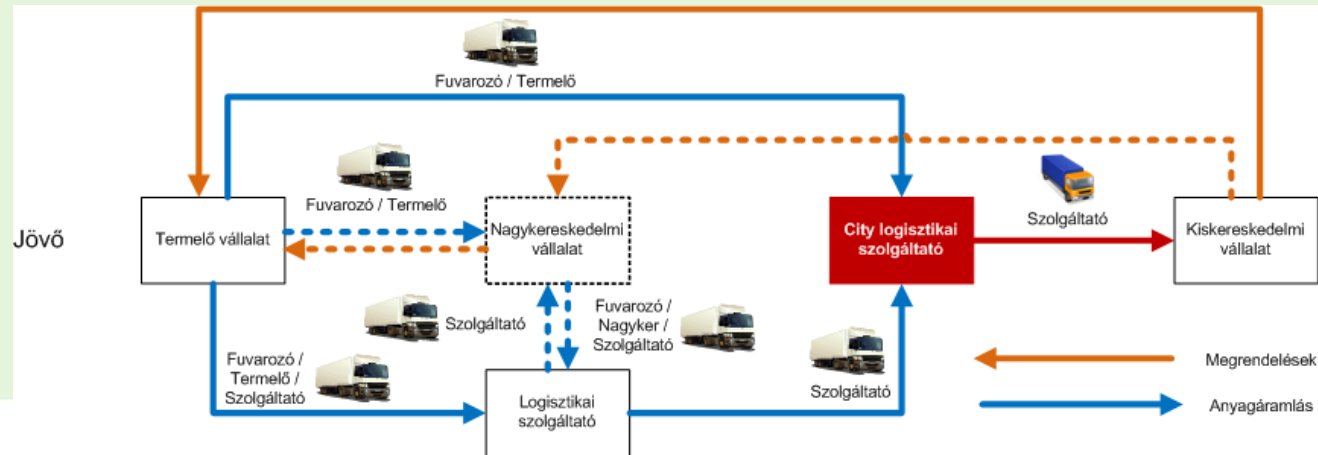 Fuvarozó / Termelő
Fuvarozó / Termelő
Szolgáltató
Jövő
Termelő vállalat
Nagykereskedelmi
vállalat
City logisztikai
szolgáltató
Kiskereskedelmi
vállalat
Szolgáltató
Fuvarozó /
Nagyker /
Szolgáltató
Fuvarozó /
Termelő /
Szolgáltató
Logisztikai
szolgáltató
Szolgáltató
Megrendelések
Anyagáramlás